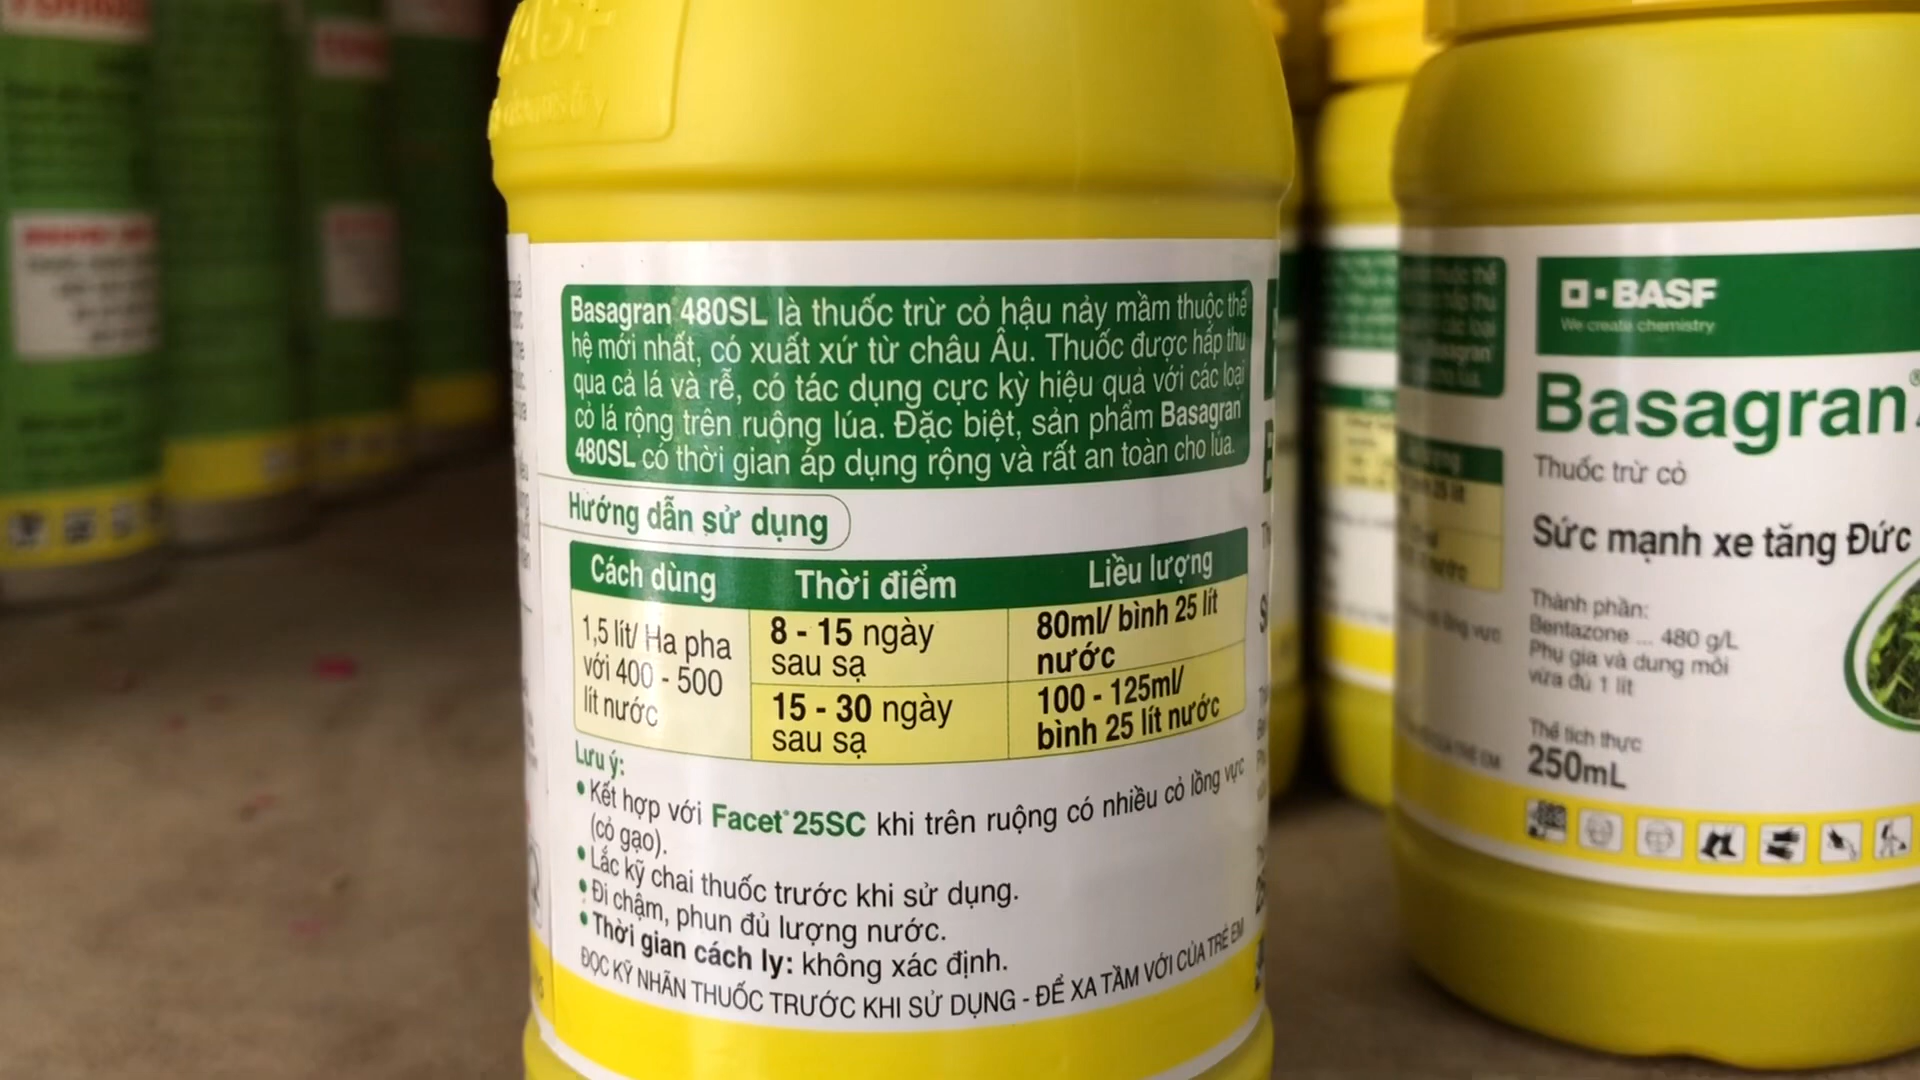 BASF
Basagran® 480SL là thuốc trừ cỏ hậu nảy mầm thuộc thế
hệ mới nhất, có xuất xứ từ châu Âu. Thuốc được hấp thu
qua cả lá và rễ, có tác dụng cực kỳ hiệu quả với các loại
cỏ lá rộng trên ruộng lúa. Đặc biệt, sản phẩm Basagran®
480SL có thời gian áp dụng rộng và rất an toàn cho lúa.
Hướng dẫn sử dụng
Cách dùng Thời điểm Liều lượng
1,5 lít/ Ha pha
với 400 - 500
lít nước
8 - 15 ngày
sau sạ
80ml/ bình 25 lít
nước
15 - 30 ngày
sau sạ
100 - 125ml/
bình 25 lít nước
Lưu ý:
• Kết hợp với Facet® 25SC khi trên ruộng có nhiều cỏ lồng vực
(cỏ gạo).
• Lắc kỹ chai thuốc trước khi sử dụng.
• Đi chậm, phun đủ lượng nước.
• Thời gian cách ly: không xác định.
ĐỌC KỸ NHÃN THUỐC TRƯỚC KHI SỬ DỤNG - ĐỂ XA TẦM VỚI CỦA TRẺ EM
BASF
We create chemistry
Basagran®
Thuốc trừ cỏ
Sức mạnh xe tăng Đức
Thành phần:
Bentazone ... 480 g/L
Phụ gia và dung môi
vừa đủ 1 lít
Thể tích thực
250mL